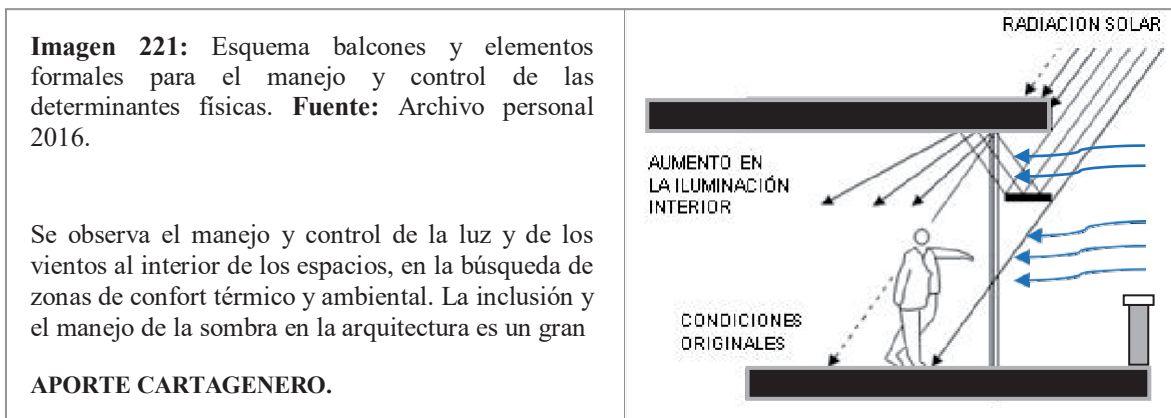 Imagen 221: Esquema balcones y elementos
formales para el manejo y control de las
determinantes físicas. Fuente: Archivo personal
2016.
Se observa el manejo y control de la luz y de los
vientos al interior de los espacios, en la búsqueda de
zonas de confort térmico y ambiental. La inclusión y
el manejo de la sombra en la arquitectura es un gran
APORTE CARTAGENERO.
RADIACION SOLAR
AUMENTO EN
LA ILUMINACIÓN
INTERIOR
CONDICIONES
ORIGINALES